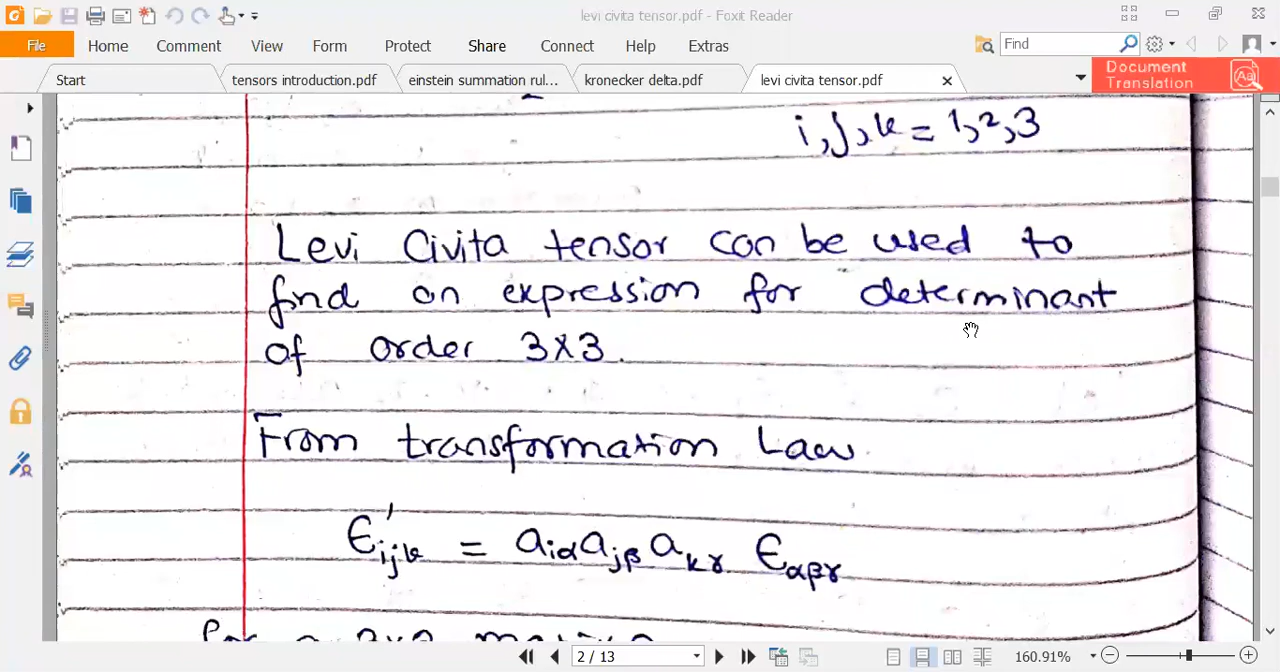 levi civita tensor.pdf - Foxit Reader
File Home Comment View Form Protect Share Connect Help Extras
Find
Start
tensors introduction.pdf
einstein summation rul...
kronecker delta.pdf
levi civita tensor.pdf
Document
Translation
i, j, k = 1, 2, 3
Levi Civita tensor can be used to
find an expression for determinant
of order 3x3.
From transformation Law
ϵ'ijk = aiα ajβ akγ ϵαβγ
for a 3x3 matrix
2 / 13
160.91%